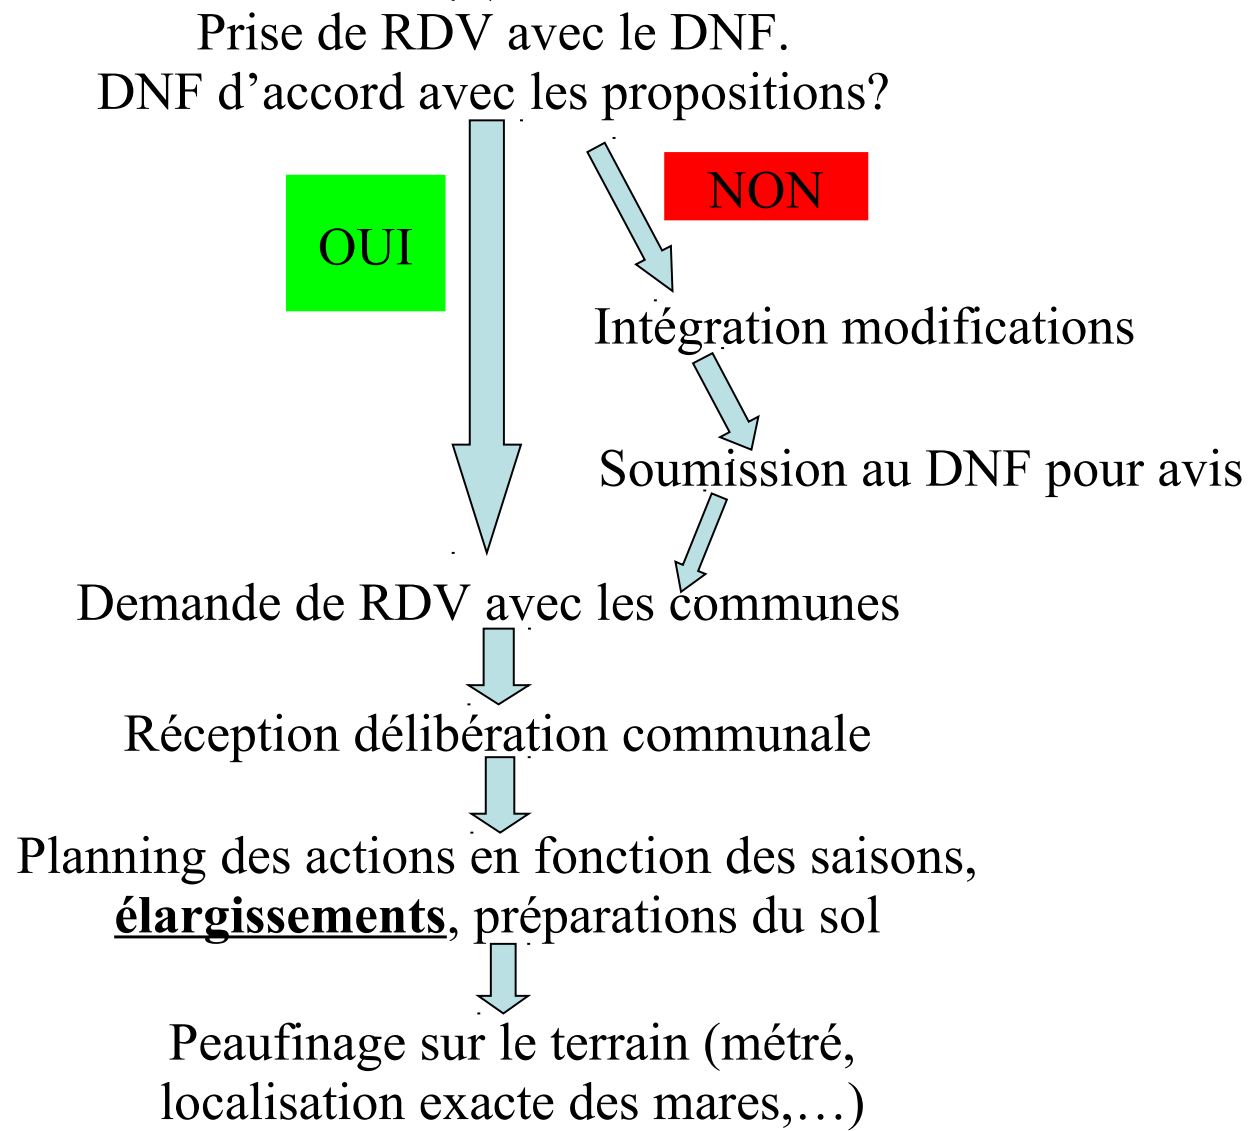 Prise de RDV avec le DNF.
DNF d’accord avec les propositions?
NON
OUI
Intégration modifications
Soumission au DNF pour avis
Demande de RDV avec les communes
Réception délibération communale
Planning des actions en fonction des saisons,
élargissements, préparations du sol
Peaufinage sur le terrain (métré,
localisation exacte des mares,…)